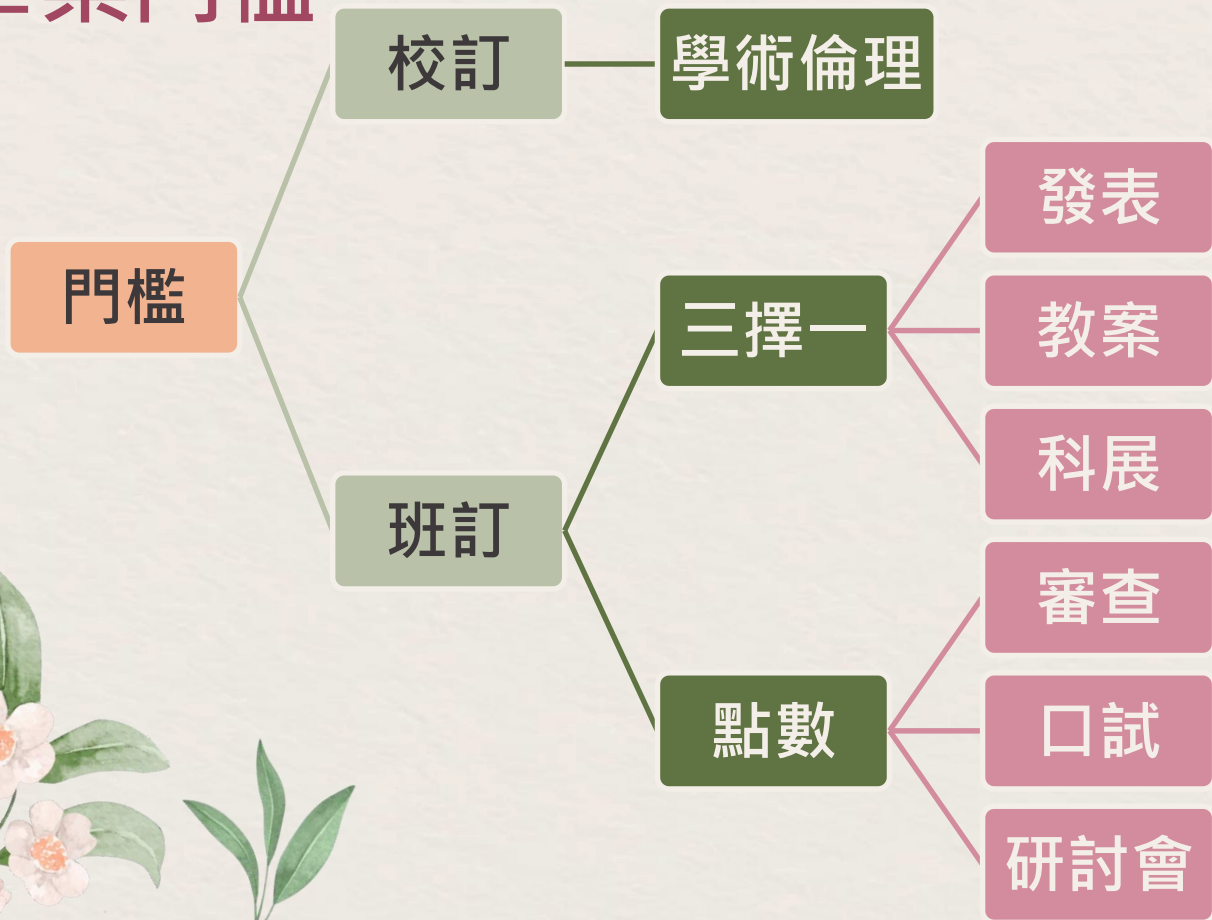 校訂
學術倫理
門檻
班訂
三擇一
發表
教案
科展
點數
審查
口試
研討會